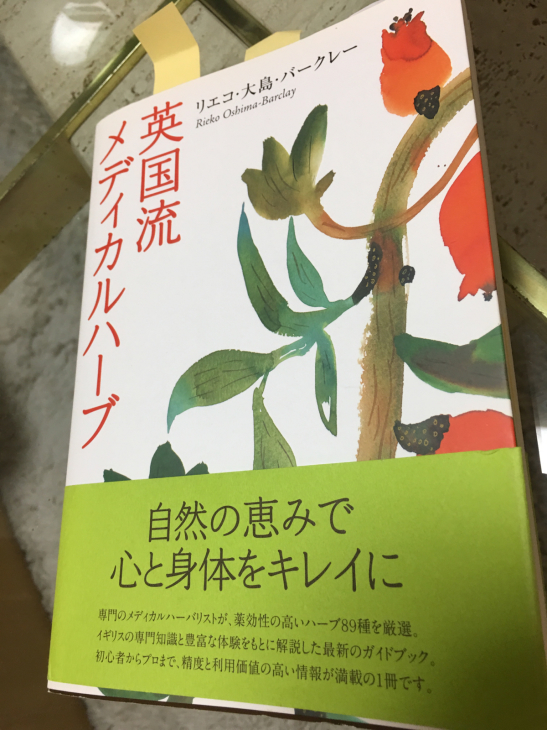 リエコ・大島・バークレー
Rieko Oshima-Barclay
英国流
メディカルハーブ
自然の恵みで
心と身体をキレイに
専門のメディカルハーバリストが、薬効性の高いハーブ89種を厳選。
イギリスの専門知識と豊富な体験をもとに解説した最新のガイドブック。
初心者からプロまで、精度と利用価値の高い情報が満載の1冊です。